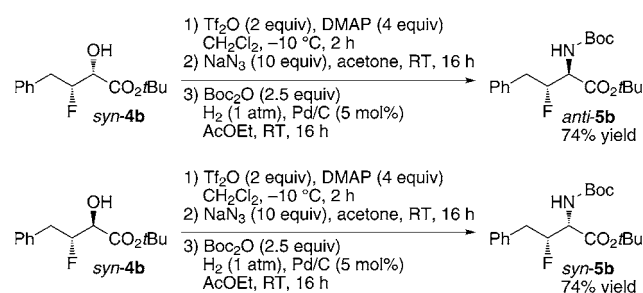 1) Tf₂O (2 equiv), DMAP (4 equiv)
CH₂Cl₂, –10 °C, 2 h
2) NaN₃ (10 equiv), acetone, RT, 16 h
3) Boc₂O (2.5 equiv)
H₂ (1 atm), Pd/C (5 mol%)
AcOEt, RT, 16 h
OH
Ph
CO₂tBu
F
syn-4b
HN Boc
Ph
CO₂tBu
F
anti-5b
74% yield
1) Tf₂O (2 equiv), DMAP (4 equiv)
CH₂Cl₂, –10 °C, 2 h
2) NaN₃ (10 equiv), acetone, RT, 16 h
3) Boc₂O (2.5 equiv)
H₂ (1 atm), Pd/C (5 mol%)
AcOEt, RT, 16 h
OH
Ph
CO₂tBu
F
syn-4b
HN Boc
Ph
CO₂tBu
F
syn-5b
74% yield